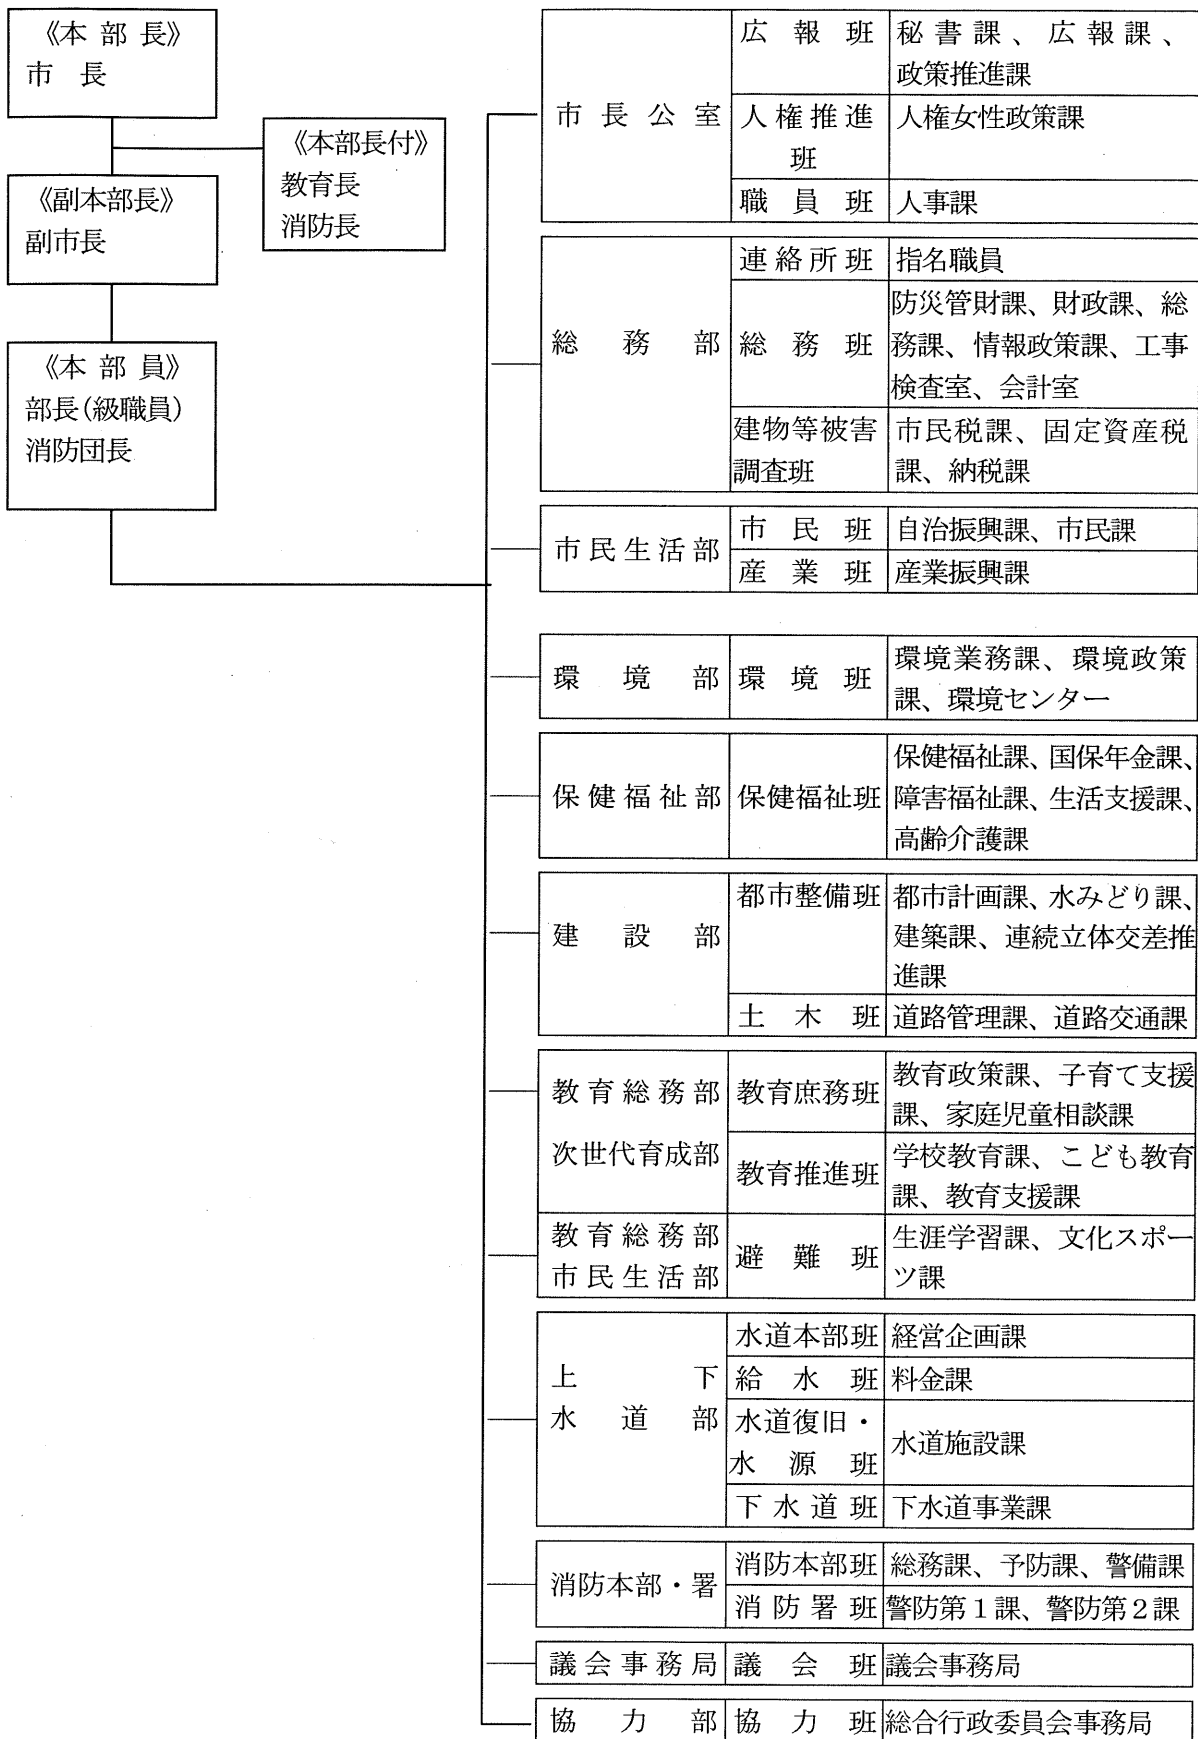 《本部長》
市長
《本部長付》
教育長
消防長
《副本部長》
副市長
《本部員》
部長(級職員)
消防団長
市長公室
広報班
秘書課、広報課、
政策推進課
人権推進
班
人権女性政策課
職員班
人事課
総務部
連絡所班
指名職員
総務班
防災管財課、財政課、総
務課、情報政策課、工事
検査室、会計室
建物等被害
調査班
市民税課、固定資産税
課、納税課
市民生活部
市民班
自治振興課、市民課
産業班
産業振興課
環境部
環境班
環境業務課、環境政策
課、環境センター
保健福祉部
保健福祉班
保健福祉課、国保年金課、
障害福祉課、生活支援課、
高齢介護課
建設部
都市整備班
都市計画課、水みどり課、
建築課、連続立体交差推
進課
土木班
道路管理課、道路交通課
教育総務部
次世代育成部
教育庶務班
教育政策課、子育て支援
課、家庭児童相談課
教育推進班
学校教育課、こども教育
課、教育支援課
教育総務部
市民生活部
避難班
生涯学習課、文化スポー
ツ課
上下
水道部
水道本部班
経営企画課
給水班
料金課
水道復旧・
水源班
水道施設課
下水道班
下水道事業課
消防本部・署
消防本部班
総務課、予防課、警備課
消防署班
警防第1課、警防第2課
議会事務局
議会班
議会事務局
協力部
協力班
総合行政委員会事務局